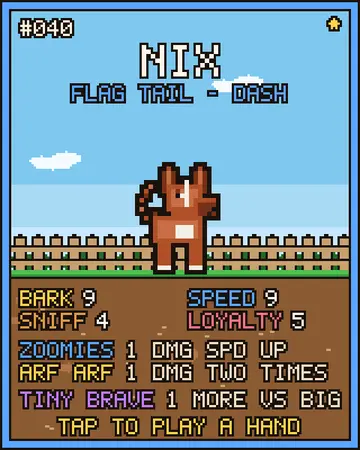 #040
NIX
FLAG TAIL - DASH
BARK 9 SPEED 9
SNIFF 4 LOYALTY 5
ZOOMIES 1 DMG SPD UP
ARF ARF 1 DMG TWO TIMES
TINY BRAVE 1 MORE VS BIG
TAP TO PLAY A HAND